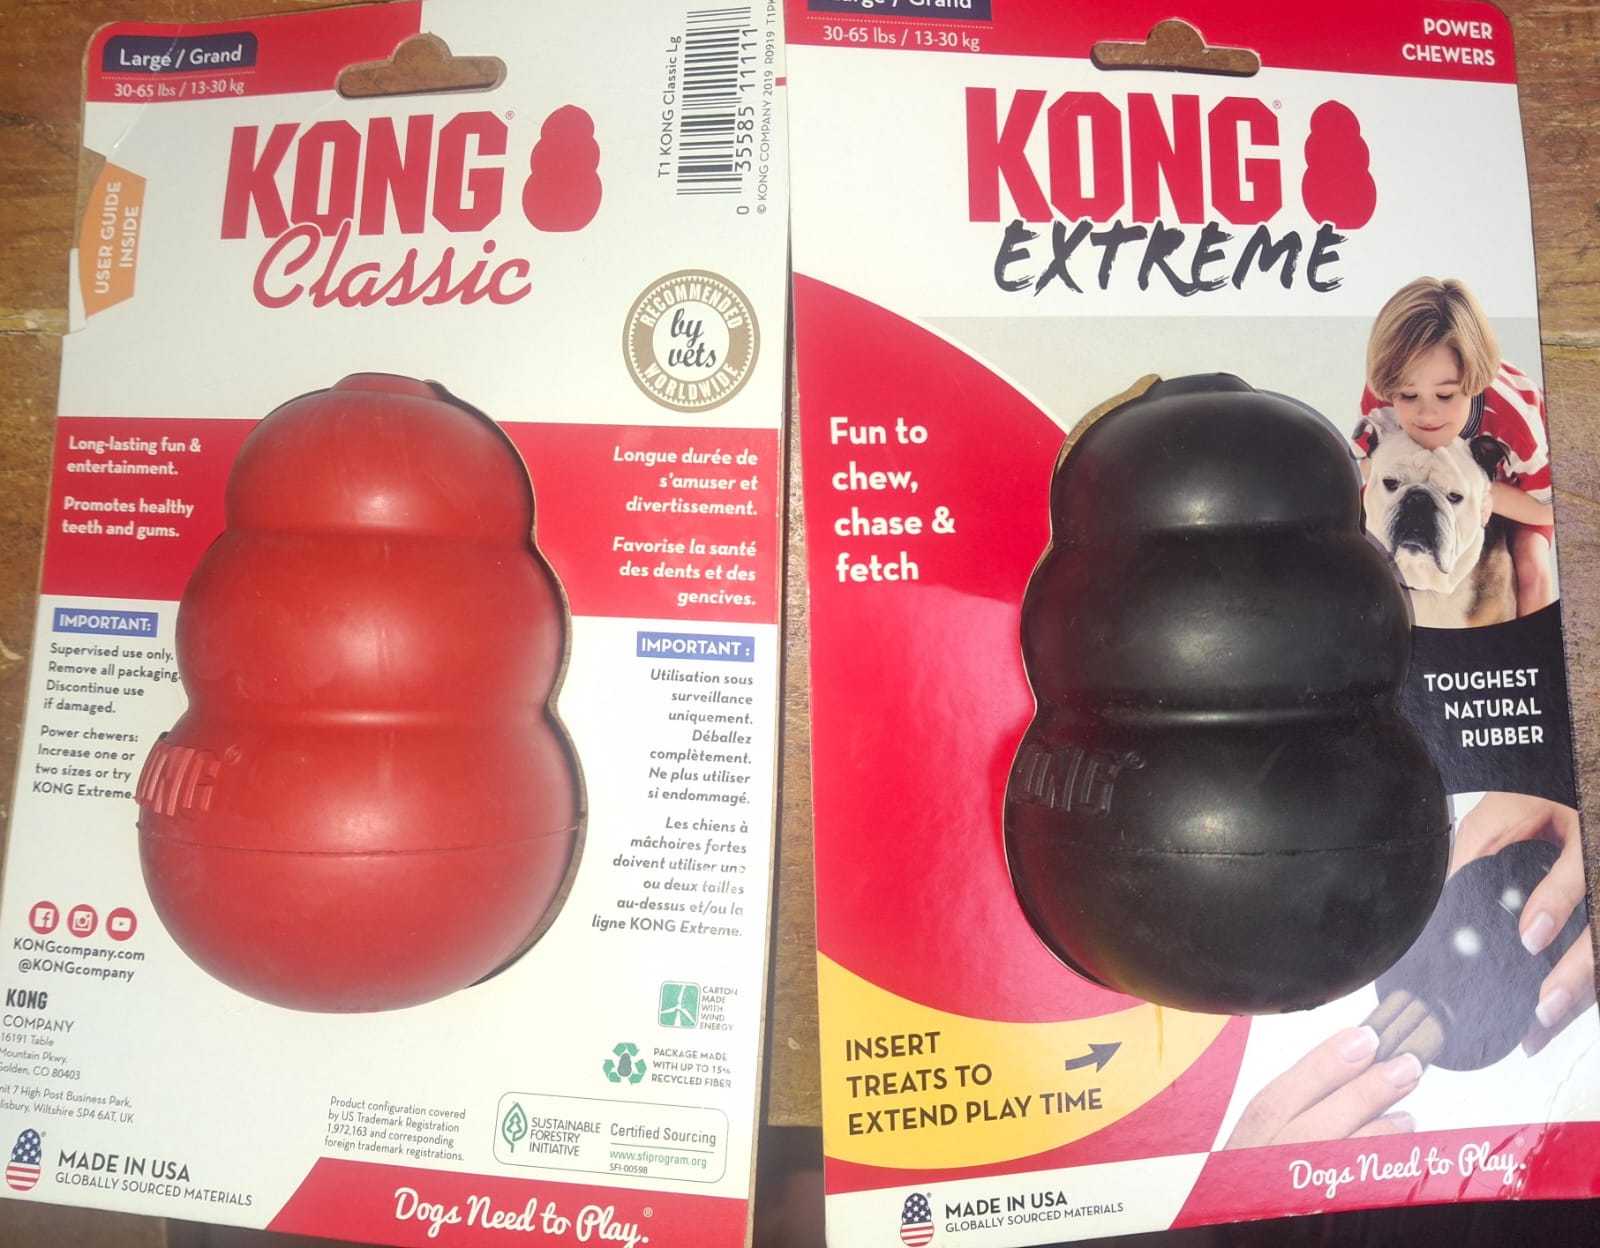 Large / Grand
30-65 lbs / 13-30 kg
USER GUIDE
INSIDE
KONG®
Classic
T1 KONG Classic Lg
0 35585 11111
© KONG COMPANY 2019 R0919
RECOMMENDED
by
vets
WORLDWIDE
Long-lasting fun &
entertainment.
Promotes healthy
teeth and gums.
Longue durée de
s'amuser et
divertissement.
Favorise la santé
des dents et des
gencives.
IMPORTANT:
Supervised use only.
Remove all packaging.
Discontinue use
if damaged.
Power chewers:
Increase one or
two sizes or try
KONG Extreme.
IMPORTANT :
Utilisation sous
surveillance
uniquement.
Déballez
complètement.
Ne plus utiliser
si endommagé.
Les chiens à
mâchoires fortes
doivent utiliser une
ou deux tailles
au-dessus et/ou la
ligne KONG Extreme.
ONG®
KONGcompany.com
@KONGcompany
KONG
COMPANY
16191 Table
Mountain Pkwy.
Golden, CO 80403
Unit 7 High Post Business Park,
Wiltshire SP4 6AT, UK
MADE IN USA
GLOBALLY SOURCED MATERIALS
Product configuration covered
by US Trademark Registration
1,972,163 and corresponding
foreign trademark registrations.
CARTON
MADE
WITH
WIND
ENERGY
PACKAGE MADE
WITH UP TO 15%
RECYCLED FIBER
SUSTAINABLE
FORESTRY
INITIATIVE
Certified Sourcing
www.sfiprogram.org
SFI-00598
Dogs Need to Play.®
Large / Grand
30-65 lbs / 13-30 kg
POWER
CHEWERS
KONG®
EXTREME
Fun to
chew,
chase &
fetch
TOUGHEST
NATURAL
RUBBER
ONG®
INSERT
TREATS TO
EXTEND PLAY TIME
MADE IN USA
GLOBALLY SOURCED MATERIALS
Dogs Need to Play.®